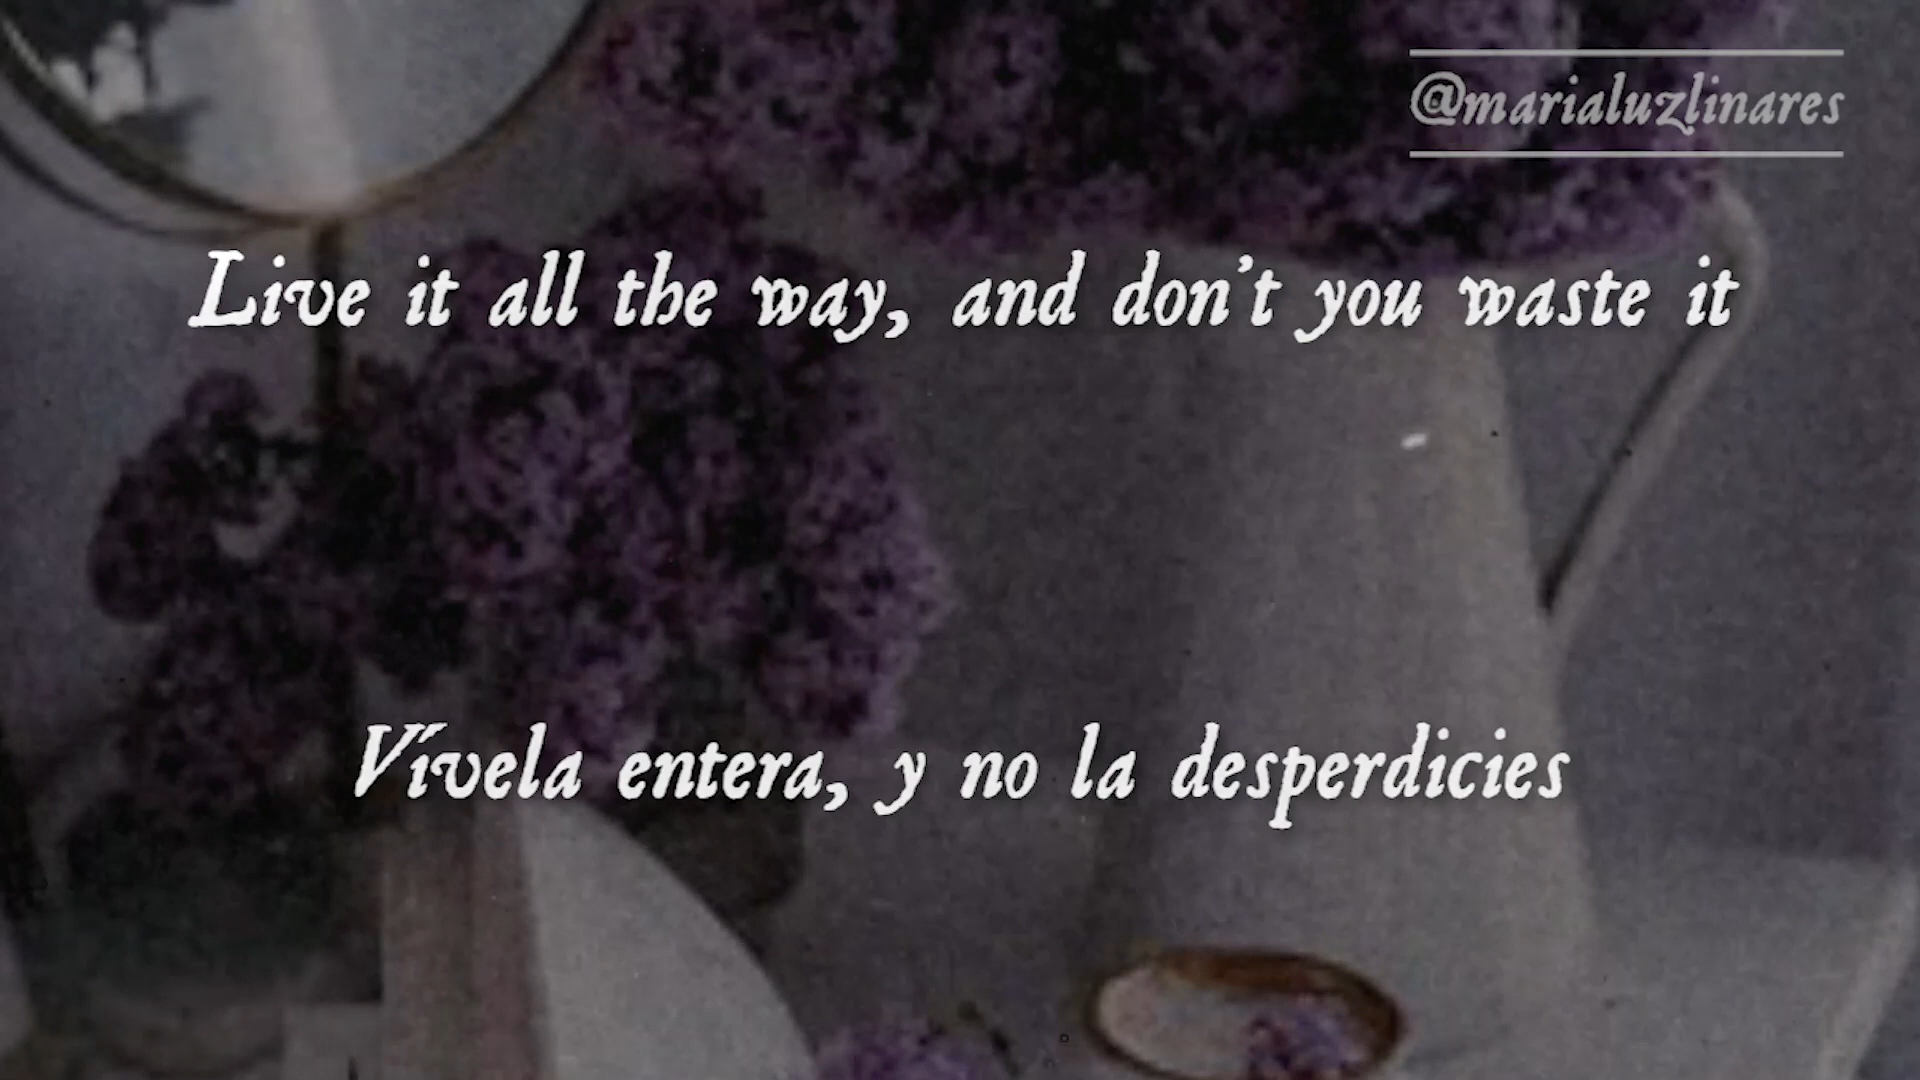 @marialuzlinares
Live it all the way, and don't you waste it
Vívela entera, y no la desperdicies